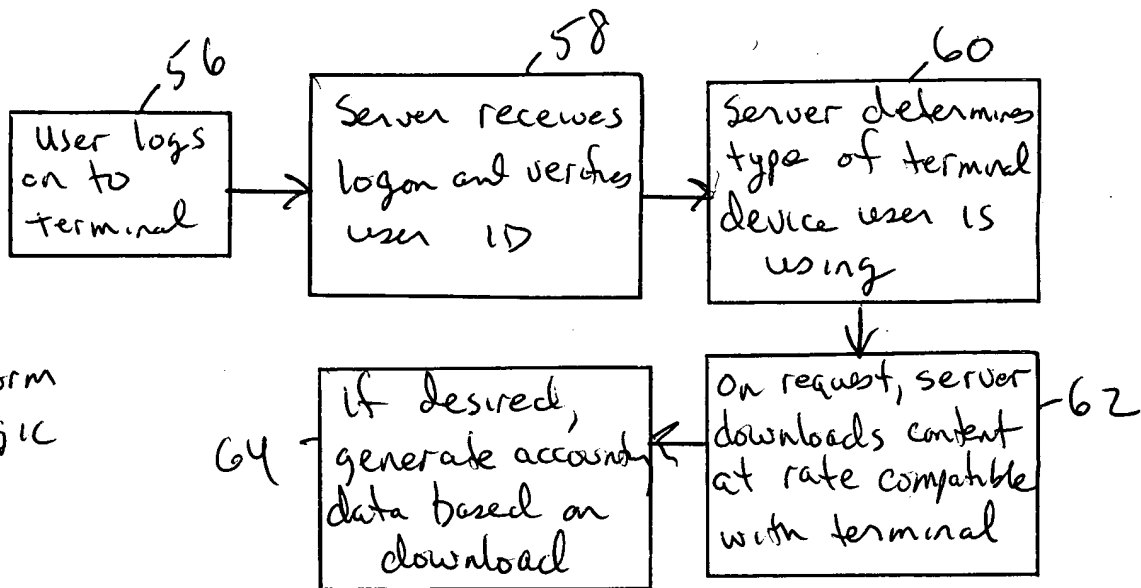 56
User logs
on to
terminal
58
Server receives
logon and verifies
user ID
60
Server determines
type of terminal
device user is
using
62
On request, server
downloads content
at rate compatible
with terminal
64
If desired,
generate accounting
data based on
download
orm
gic